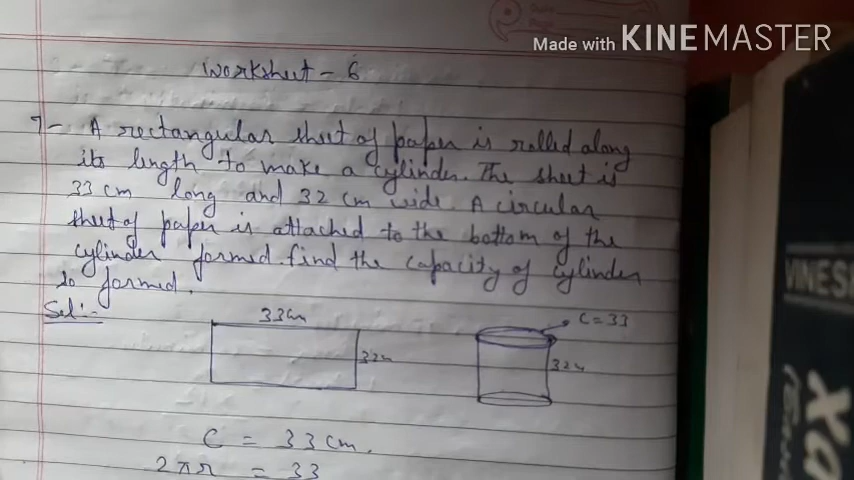 Made with KINEMASTER
Worksheet - 6
7- A rectangular sheet of paper is rolled along
its length to make a cylinder. The sheet is
33 cm long and 32 cm wide A circular
sheet of paper is attached to the bottom of the
cylinder formed. find the capacity of cylinder
so formed.
Sol:-
33cm
32cm
C = 33
32cm
C = 33 cm.
2πr = 33
VINESH
Xa